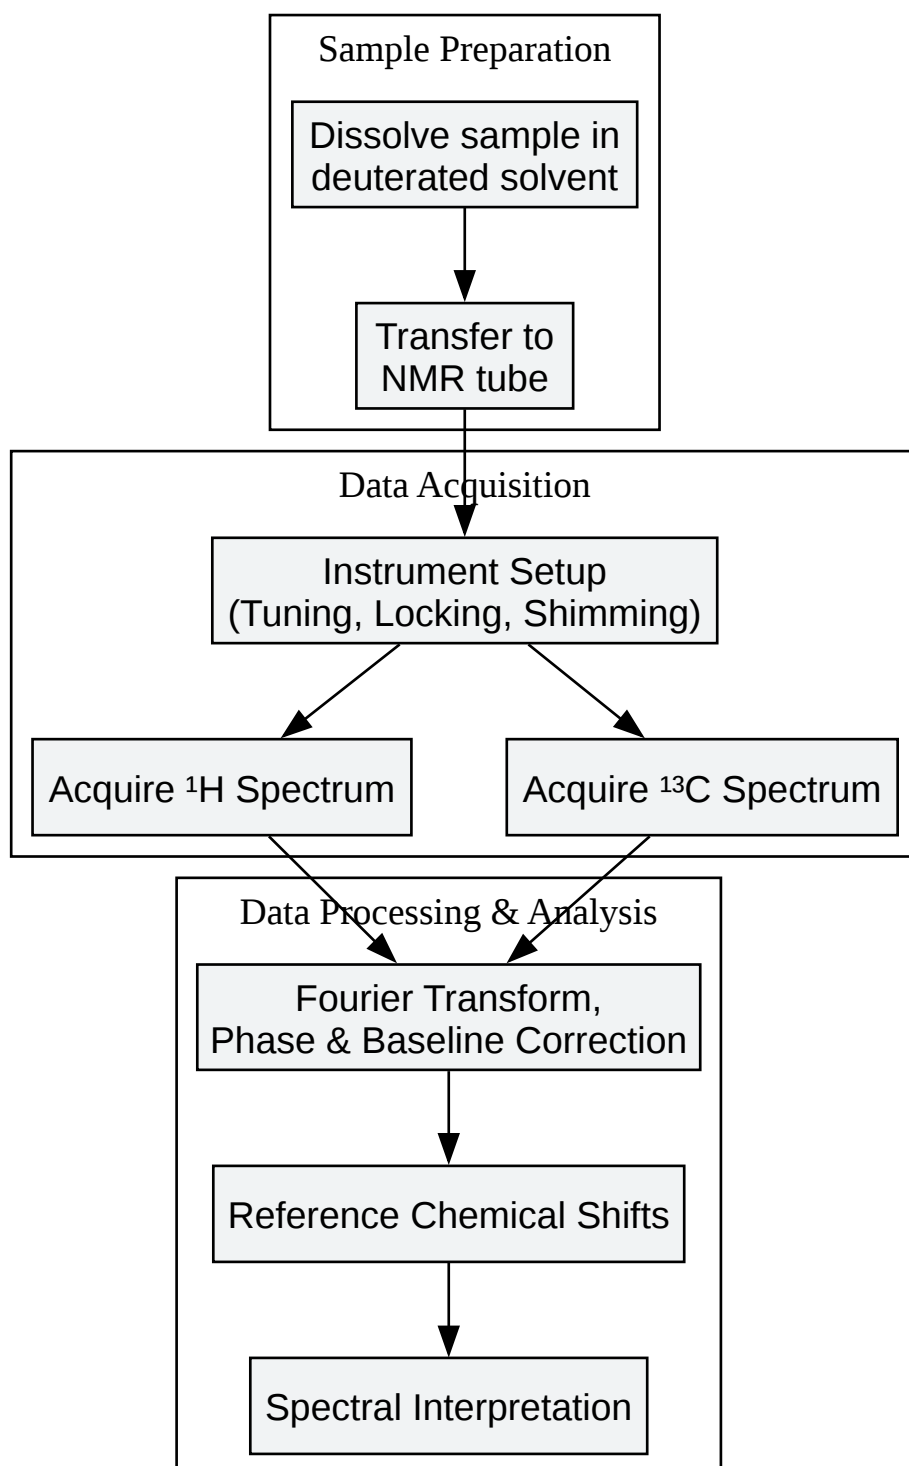 Sample Preparation
Dissolve sample in
deuterated solvent
Transfer to
NMR tube
Data Acquisition
Instrument Setup
(Tuning, Locking, Shimming)
Acquire ¹H Spectrum
Acquire ¹³C Spectrum
Data Processing & Analysis
Fourier Transform,
Phase & Baseline Correction
Reference Chemical Shifts
Spectral Interpretation